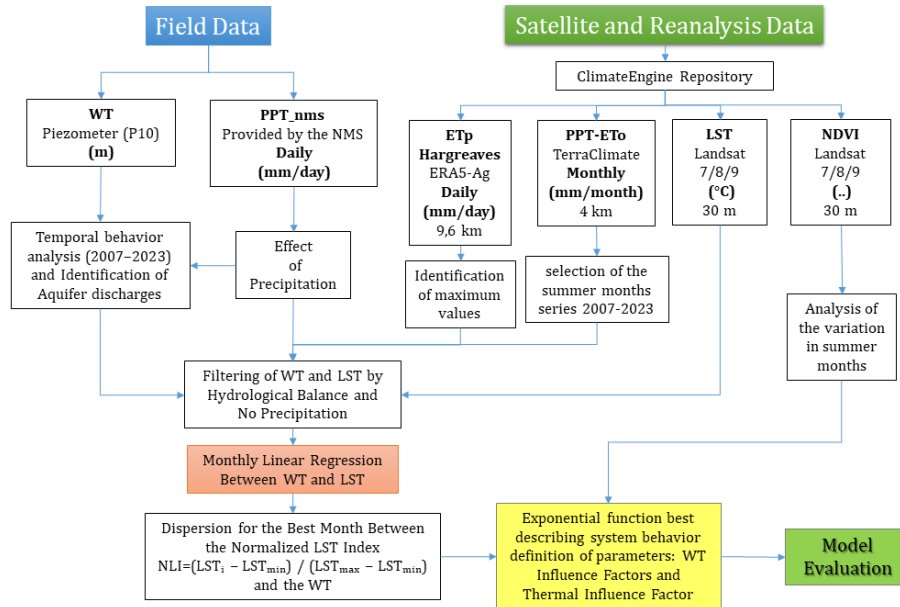 Field Data
Satellite and Reanalysis Data
ClimateEngine Repository
WT
Piezometer (P10)
(m)
PPT_nms
Provided by the NMS
Daily
(mm/day)
ETp
Hargreaves
ERA5-Ag
Daily
(mm/day)
9,6 km
PPT-ETo
TerraClimate
Monthly
(mm/month)
4 km
LST
Landsat
7/8/9
(°C)
30 m
NDVI
Landsat
7/8/9
(..)
30 m
Temporal behavior
analysis (2007–2023)
and Identification of
Aquifer discharges
Effect
of
Precipitation
Identification
of maximum
values
selection of the
summer months
series 2007-2023
Analysis of
the variation
in summer
months
Filtering of WT and LST by
Hydrological Balance and
No Precipitation
Monthly Linear Regression
Between WT and LST
Dispersion for the Best Month Between
the Normalized LST Index
NLI=(LSTi – LSTmin) / (LSTmax – LSTmin)
and the WT
Exponential function best
describing system behavior
definition of parameters: WT
Influence Factors and
Thermal Influence Factor
Model
Evaluation